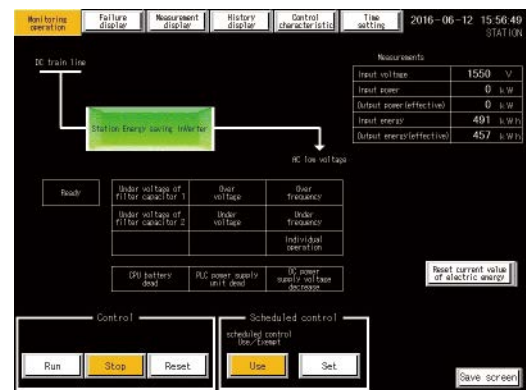 Monitoring operation
Failure display
Measurement display
History display
Control characteristic
Time setting
2016-06-12 15:56:49
STATION
DC train line
Station Energy saving inverter
AC low voltage
Measurements
Input voltage 1550 V
Input power 0 kW
Output power(effective) 0 kW
Input energy 491 kWh
Output energy(effective) 457 kWh
Ready
Under voltage of filter capacitor 1
Over voltage
Over frequency
Under voltage of filter capacitor 2
Under voltage
Under frequency
Individual operation
CPU battery dead
PLC power supply unit dead
DC power supply voltage decrease
Reset current value of electric energy
Control
Run
Stop
Reset
Scheduled control
scheduled control
Use/Exempt
Use
Set
Save screen